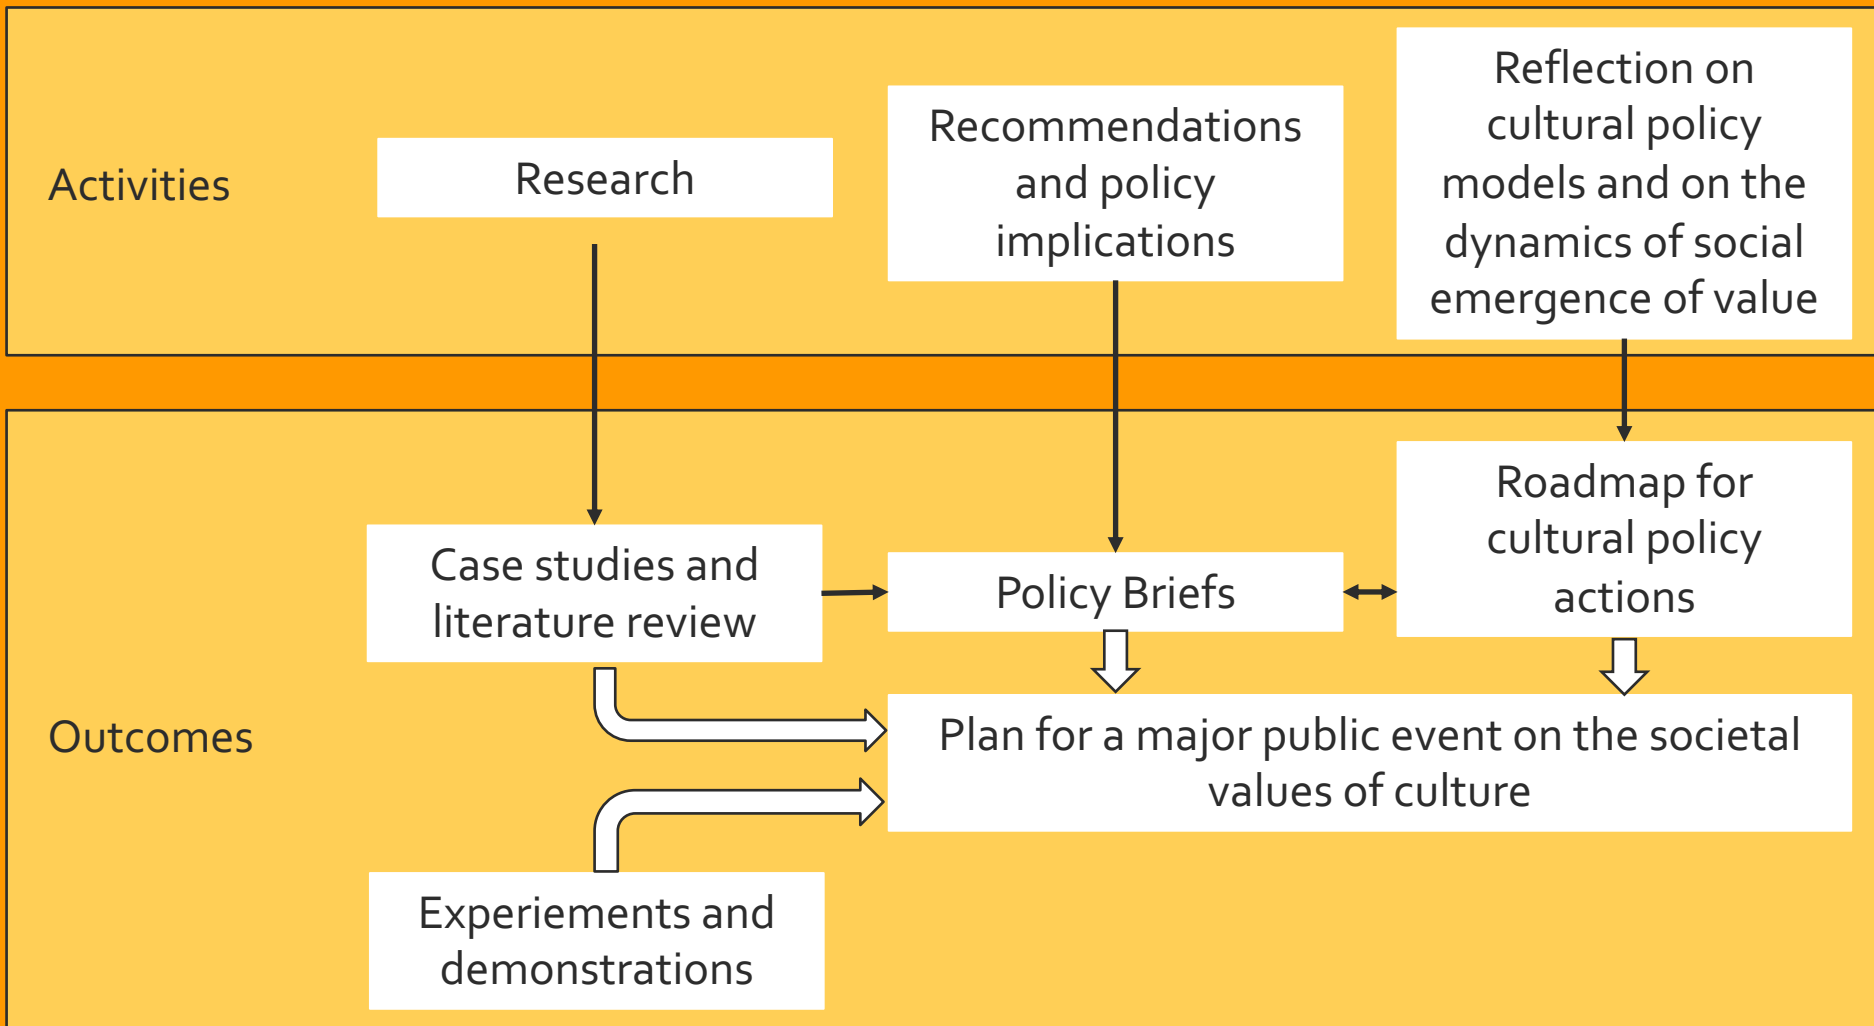 Activities
Research
Recommendations
and policy
implications
Reflection on
cultural policy
models and on the
dynamics of social
emergence of value
Outcomes
Case studies and
literature review
Policy Briefs
Roadmap for
cultural policy
actions
Plan for a major public event on the societal
values of culture
Experiements and
demonstrations